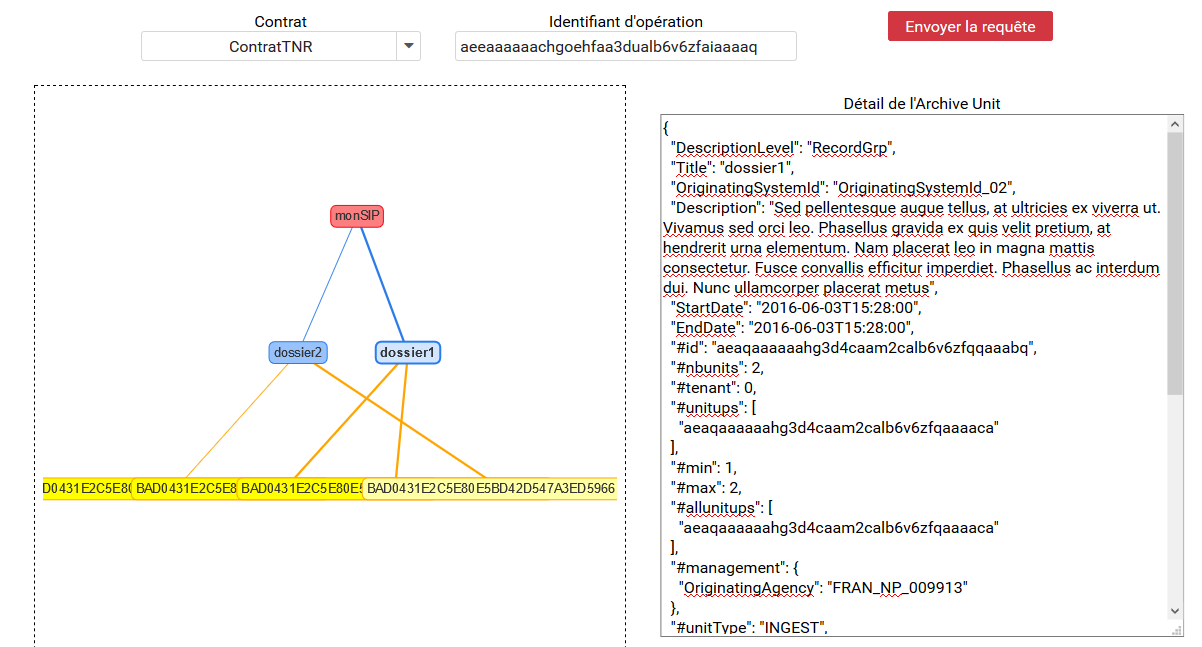 Contrat
ContratTNR
Identifiant d'opération
aeeaaaaaachgoehfaa3dualb6v6zfaiaaaaq
Envoyer la requête
monSIP
dossier2
dossier1
D0431E2C5E80
BAD0431E2C5E8
BAD0431E2C5E80E5
BAD0431E2C5E80E5BD42D547A3ED5966
Détail de l'Archive Unit
{
"DescriptionLevel": "RecordGrp",
"Title": "dossier1",
"OriginatingSystemId": "OriginatingSystemId_02",
"Description": "Sed pellentesque augue tellus, at ultricies ex viverra ut.
Vivamus sed orci leo. Phasellus gravida ex quis velit pretium, at
hendrerit urna elementum. Nam placerat leo in magna mattis
consectetur. Fusce convallis efficitur imperdiet. Phasellus ac interdum
dui. Nunc ullamcorper placerat metus",
"StartDate": "2016-06-03T15:28:00",
"EndDate": "2016-06-03T15:28:00",
"#id": "aeaqaaaaaahg3d4caam2calb6v6zfqqaaabq",
"#nbunits": 2,
"#tenant": 0,
"#unitups": [
"aeaqaaaaaahg3d4caam2calb6v6zfqaaaaca"
],
"#min": 1,
"#max": 2,
"#allunitups": [
"aeaqaaaaaahg3d4caam2calb6v6zfqaaaaca"
],
"#management": {
"OriginatingAgency": "FRAN_NP_009913"
},
"#unitType": "INGEST",